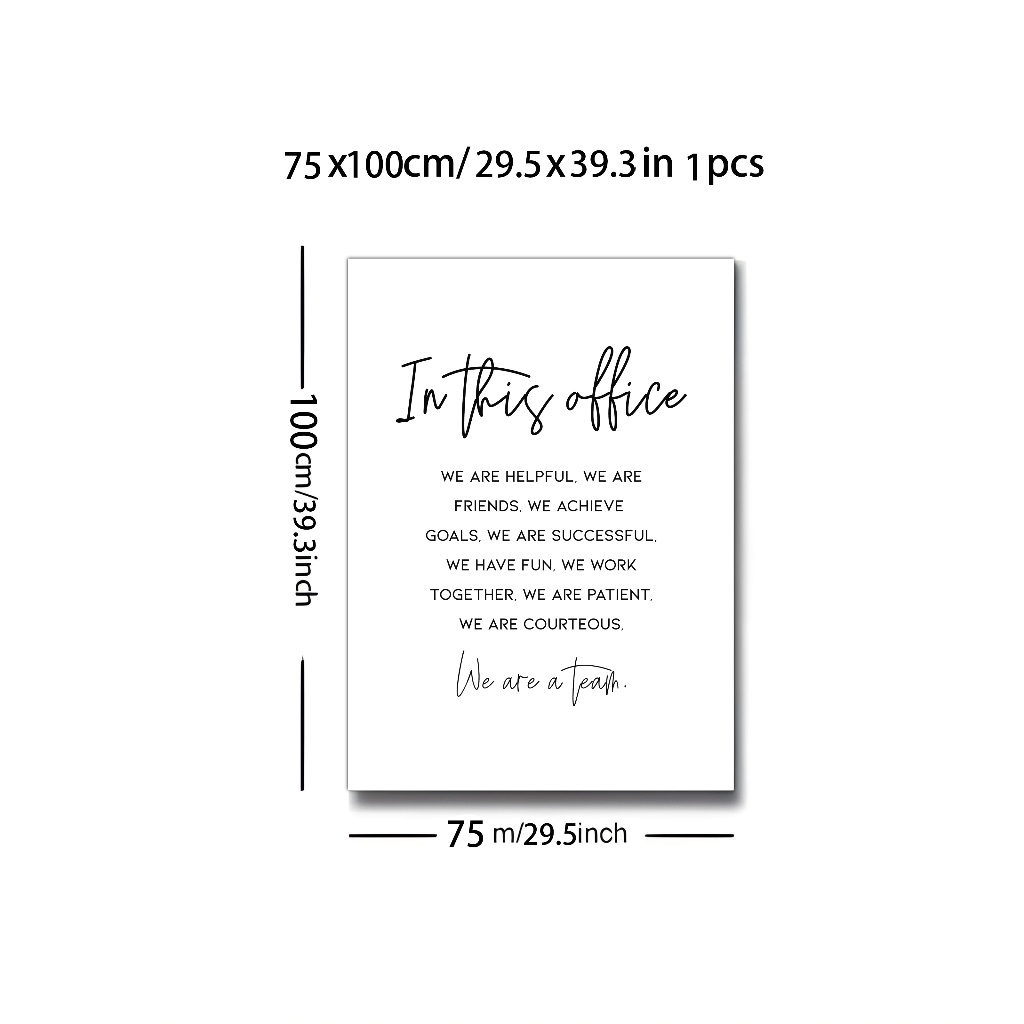 75x100cm/29.5x39.3in 1pcs
100cm/39.3inch
In this office
WE ARE HELPFUL, WE ARE
FRIENDS, WE ACHIEVE
GOALS, WE ARE SUCCESSFUL,
WE HAVE FUN, WE WORK
TOGETHER, WE ARE PATIENT,
WE ARE COURTEOUS,
We are a team.
75 m/29.5inch